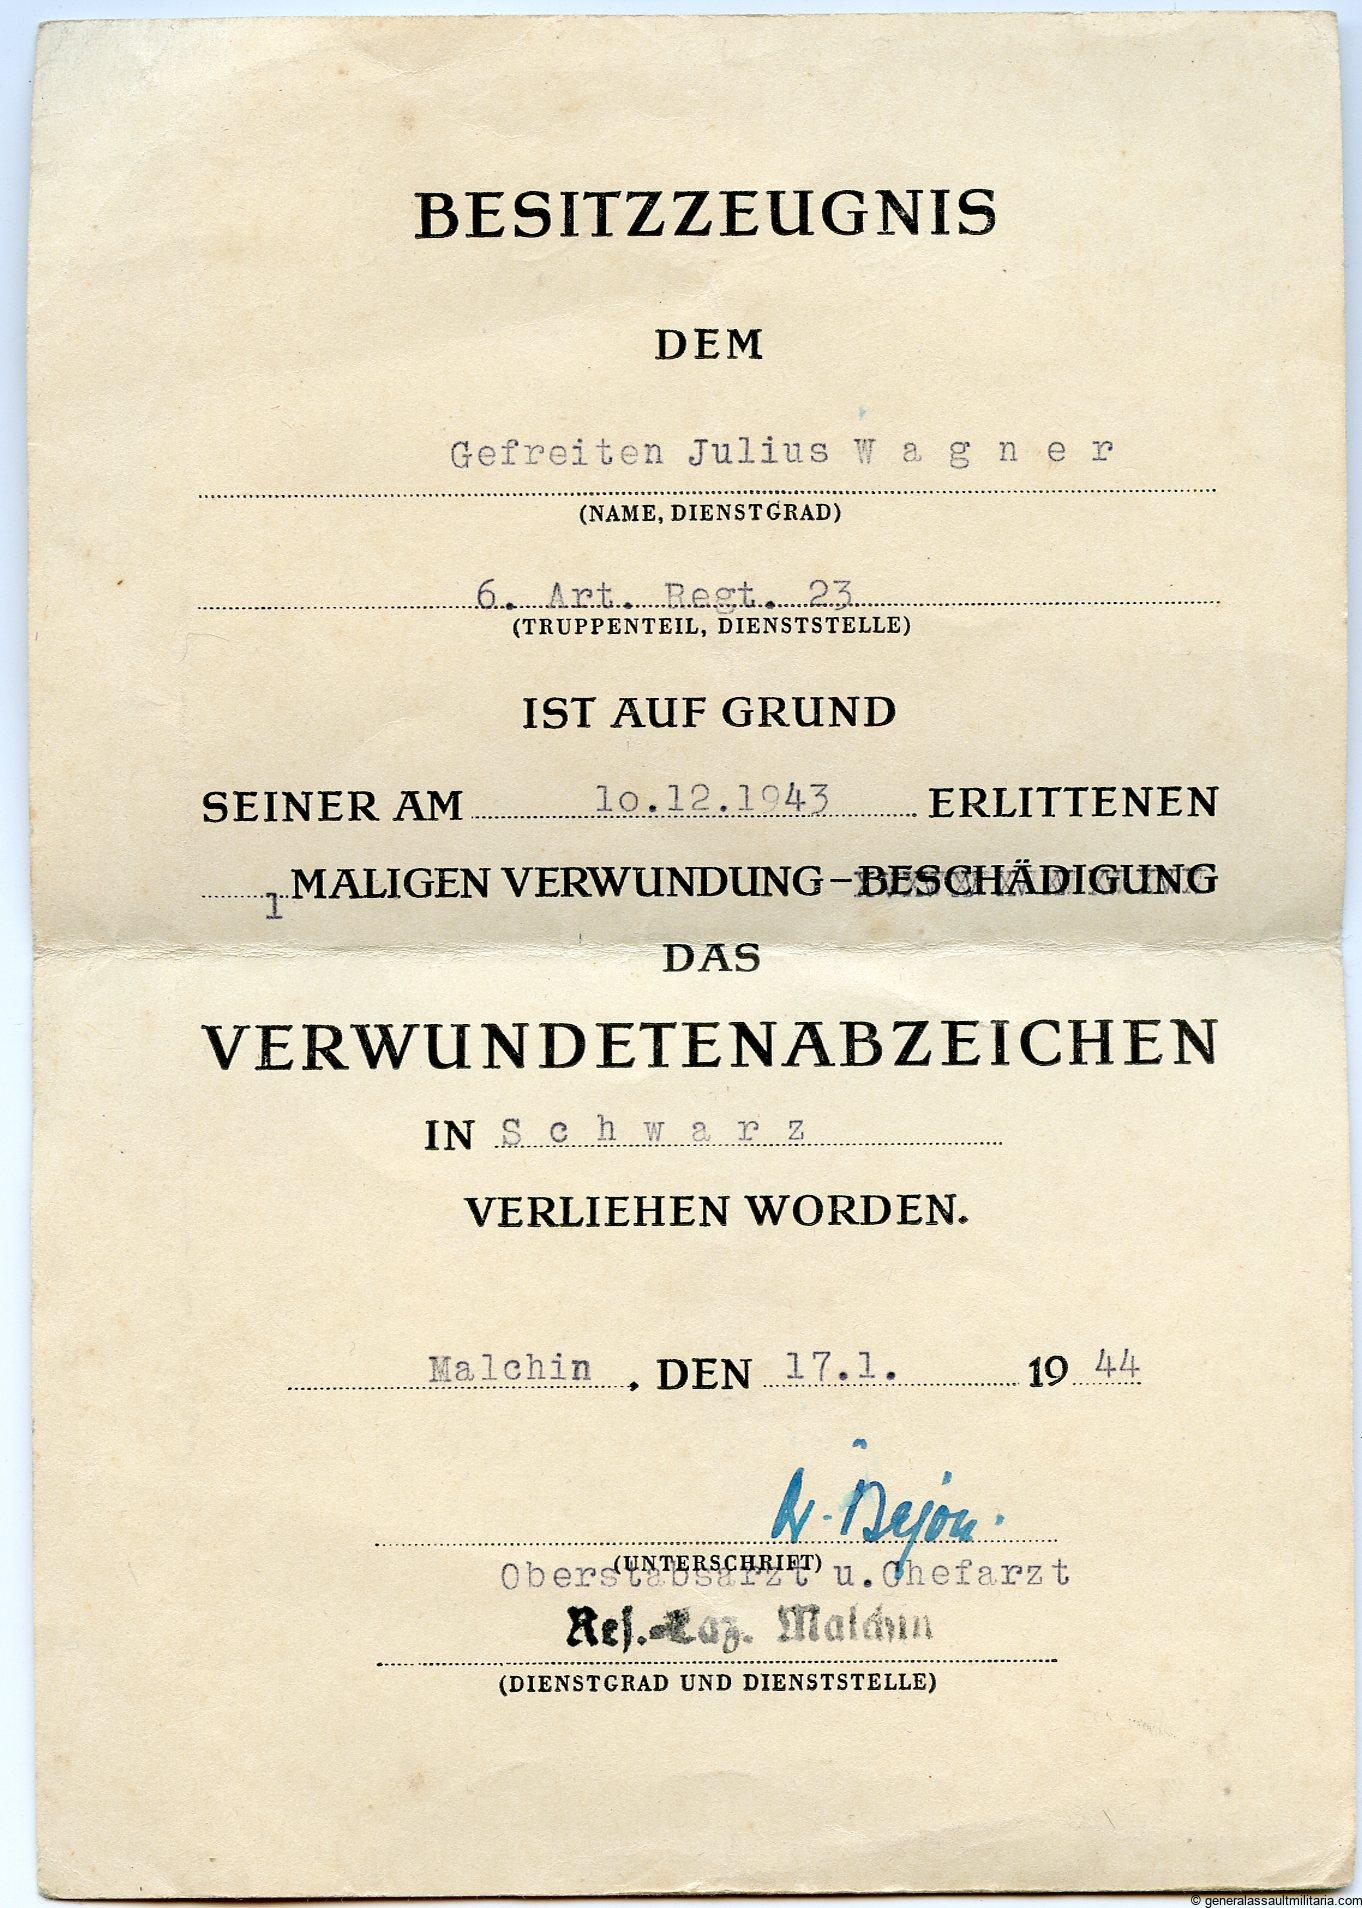 BESITZZEUGNIS
DEM
Gefreiten Julius W a g n e r
(NAME, DIENSTGRAD)
6. Art. Regt. 23
(TRUPPENTEIL, DIENSTSTELLE)
IST AUF GRUND
SEINER AM 10.12.1943 ERLITTENEN
1 MALIGEN VERWUNDUNG – BESCHÄDIGUNG
DAS
VERWUNDETENABZEICHEN
IN S c h w a r z
VERLIEHEN WORDEN.
Malchin, DEN 17.1. 1944
Dr.
(UNTERSCHRIFT)
Oberstabsarzt u. Chefarzt
Res.-Laz. Malchin
(DIENSTGRAD UND DIENSTSTELLE)
© generalassaultmilitaria.com